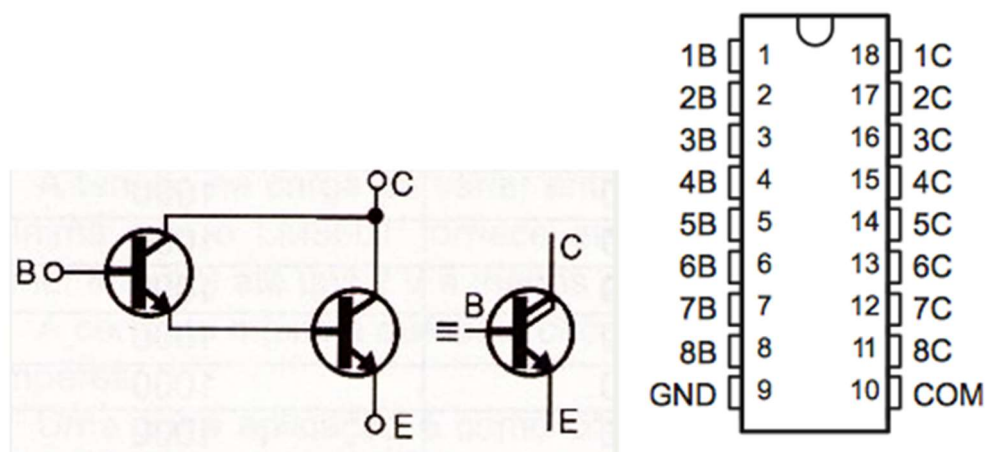 C
B
E
≡
C
B
E
1B 1 18 1C
2B 2 17 2C
3B 3 16 3C
4B 4 15 4C
5B 5 14 5C
6B 6 13 6C
7B 7 12 7C
8B 8 11 8C
GND 9 10 COM